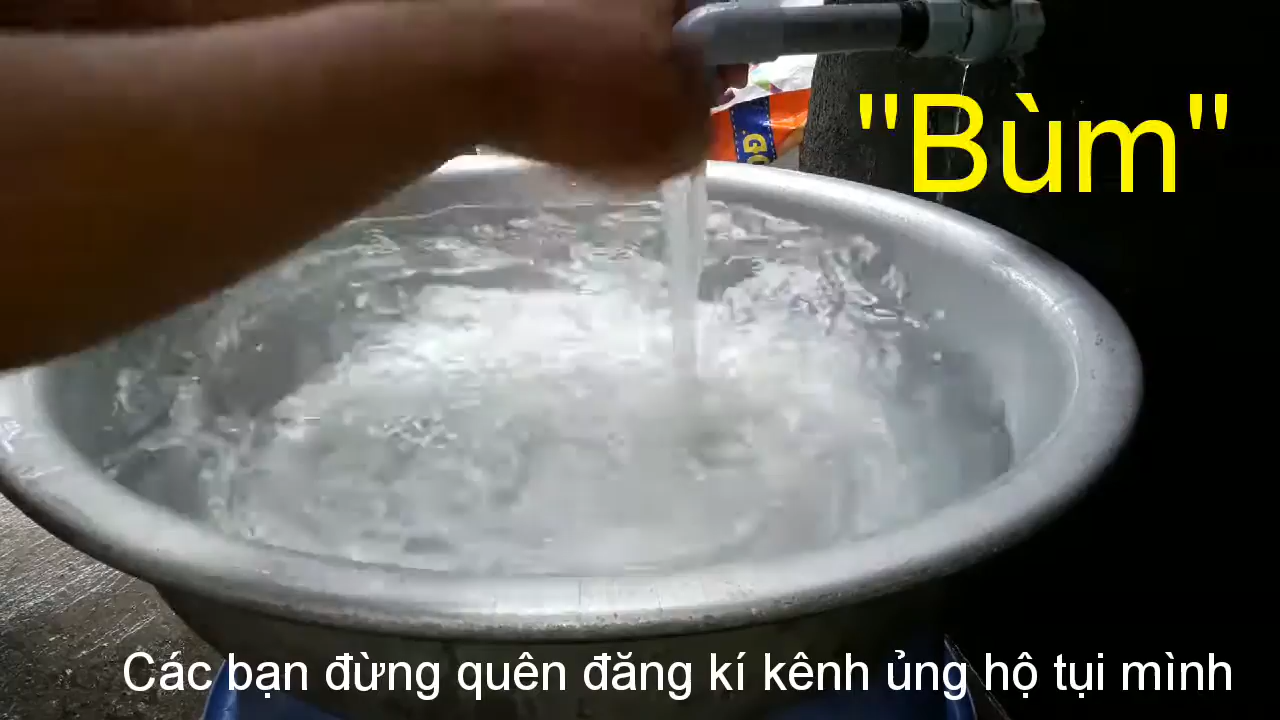 "Bùm"
Các bạn đừng quên đăng kí kênh ủng hộ tụi mình